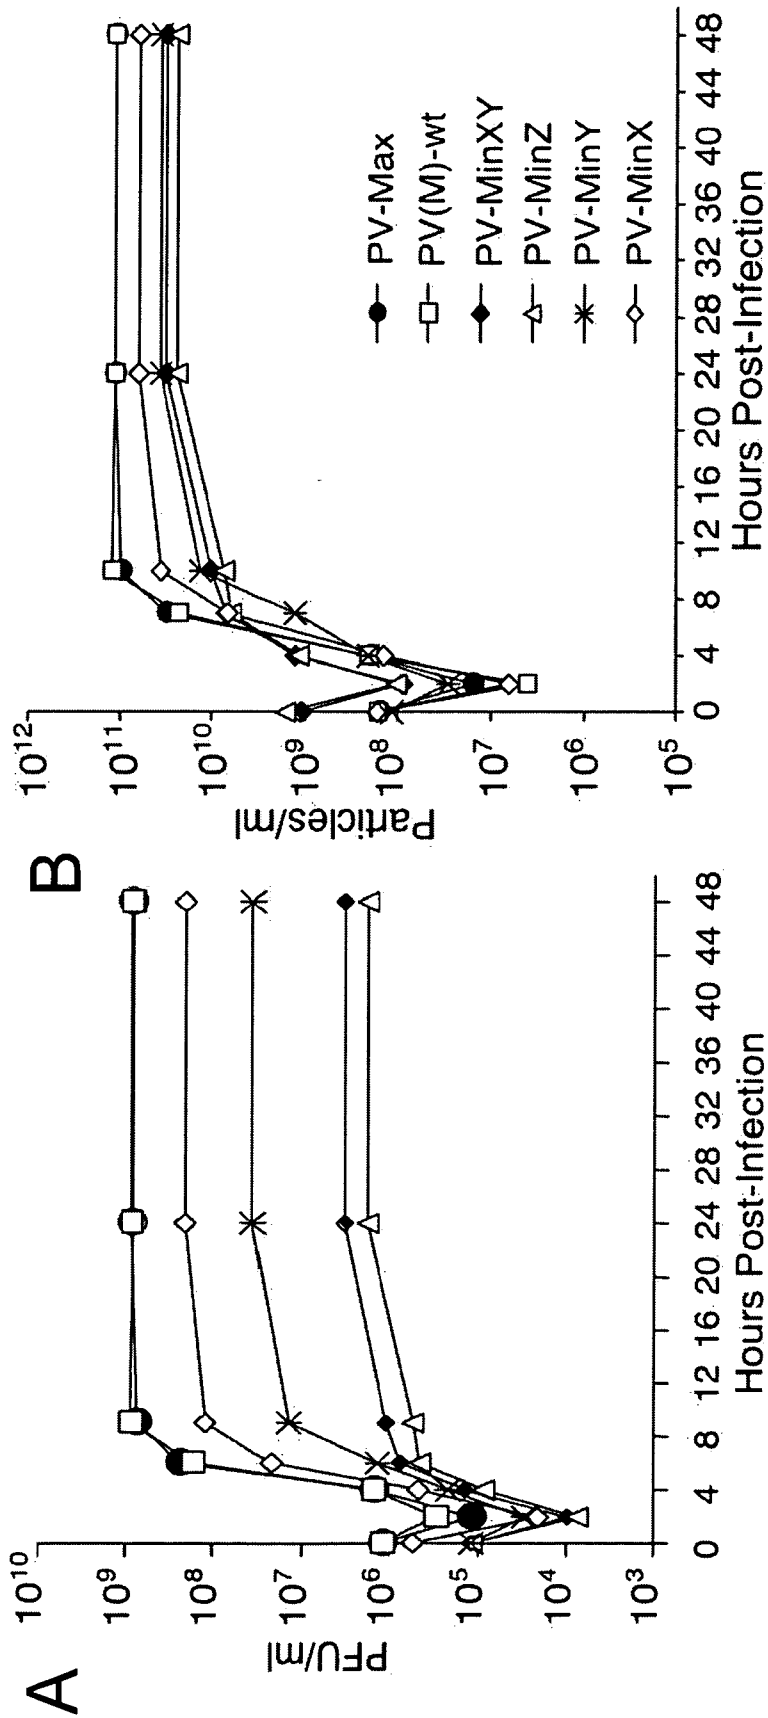 A
PFU/ml
10^10
10^9
10^8
10^7
10^6
10^5
10^4
10^3
0 4 8 12 16 20 24 28 32 36 40 44 48
Hours Post-Infection
B
Particles/ml
10^12
10^11
10^10
10^9
10^8
10^7
10^6
10^5
0 4 8 12 16 20 24 28 32 36 40 44 48
Hours Post-Infection
PV-Max
PV(M)-wt
PV-MinXY
PV-MinZ
PV-MinY
PV-MinX